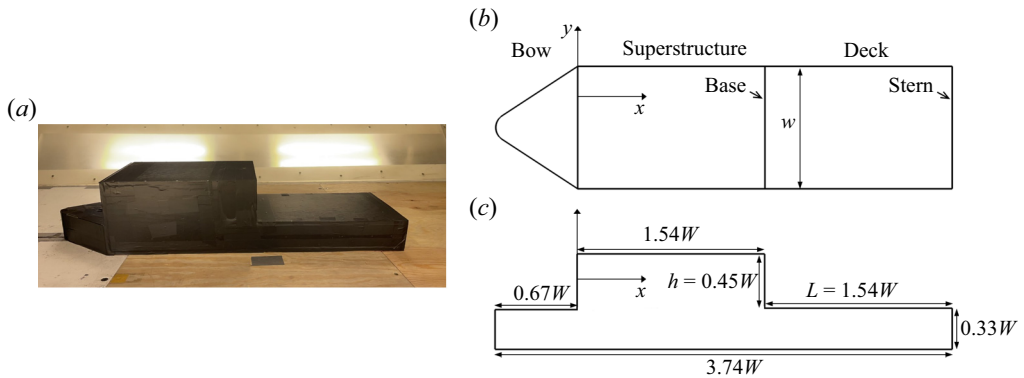 (a)
(b)
y
Bow
Superstructure
Deck
Base
Stern
x
w
(c)
1.54W
0.67W
x
h = 0.45W
L = 1.54W
0.33W
3.74W